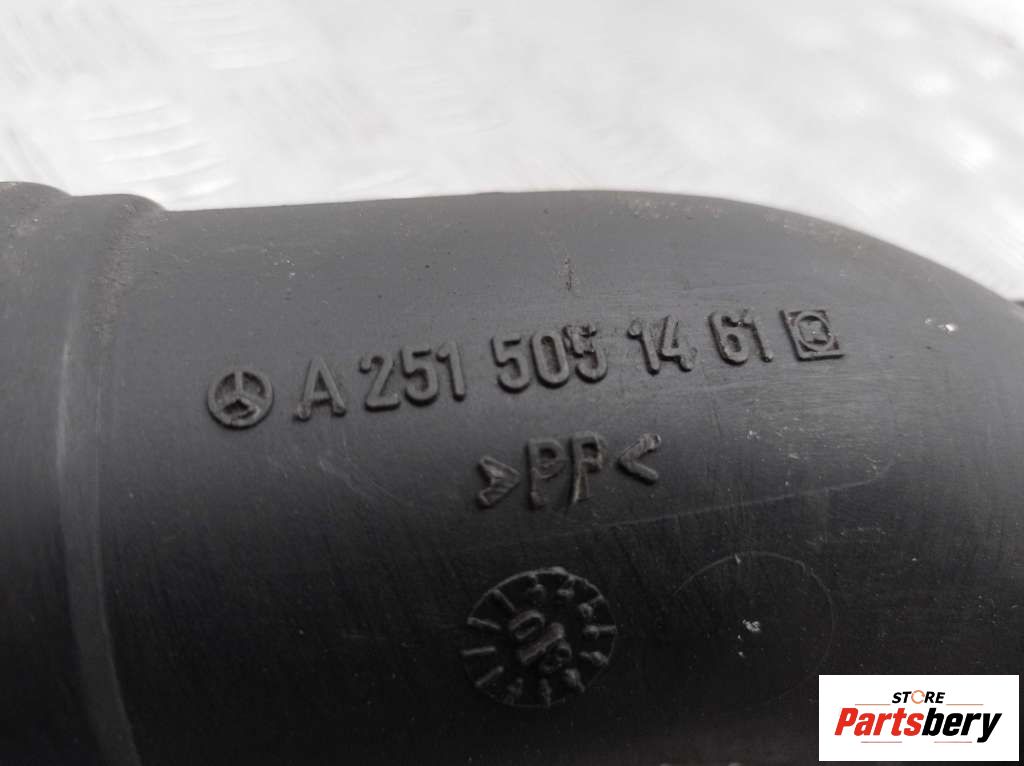 A 251 505 14 61
>PP<
STORE
Partsbery